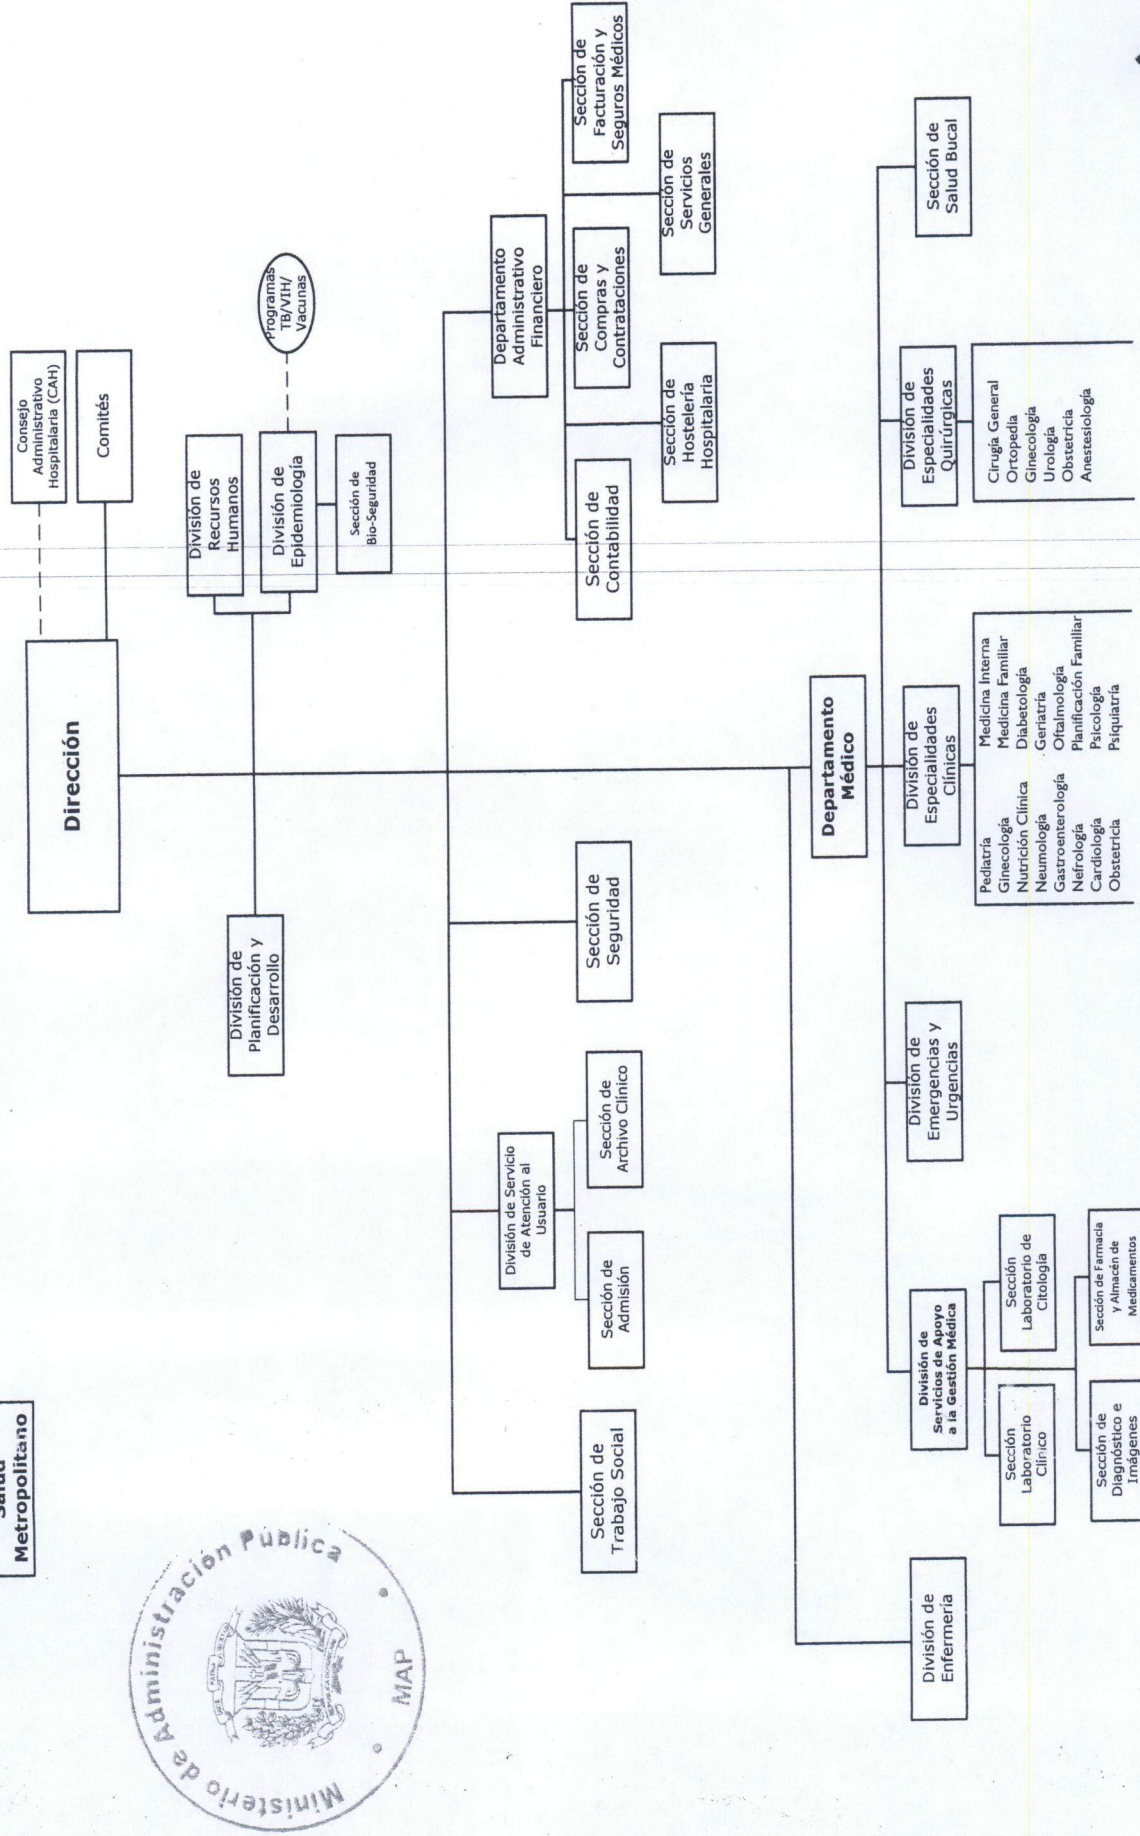 Salud
Metropolitano
Ministerio de Administración Pública
MAP
Dirección
Consejo
Administrativo
Hospitalaria (CAH)
Comités
División de
Planificación y
Desarrollo
División de
Recursos
Humanos
División de
Epidemiología
Programas
TB/VIH/
Vacunas
Sección de
Bio-Seguridad
Sección de
Trabajo Social
División de Servicio
de Atención al
Usuario
Sección de
Admisión
Sección de
Archivo Clínico
Sección de
Seguridad
Departamento
Administrativo
Financiero
Sección de
Contabilidad
Sección de
Compras y
Contrataciones
Sección de
Facturación y
Seguros Médicos
Sección de
Hostelería
Hospitalaria
Sección de
Servicios
Generales
Departamento
Médico
División de
Enfermería
División de
Servicios de Apoyo
a la Gestión Médica
Sección
Laboratorio
Clínico
Sección
Laboratorio de
Citología
Sección de
Diagnóstico e
Imágenes
Sección de Farmacia
y Almacén de
Medicamentos
División de
Emergencias y
Urgencias
División de
Especialidades
Clínicas
Pediatría
Ginecología
Nutrición Clínica
Neumología
Gastroenterología
Nefrología
Cardiología
Obstetricia
Medicina Interna
Medicina Familiar
Diabetología
Geriatría
Oftalmología
Planificación Familiar
Psicología
Psiquiatría
División de
Especialidades
Quirúrgicas
Cirugía General
Ortopedia
Ginecología
Urología
Obstetricia
Anestesiología
Sección de
Salud Bucal